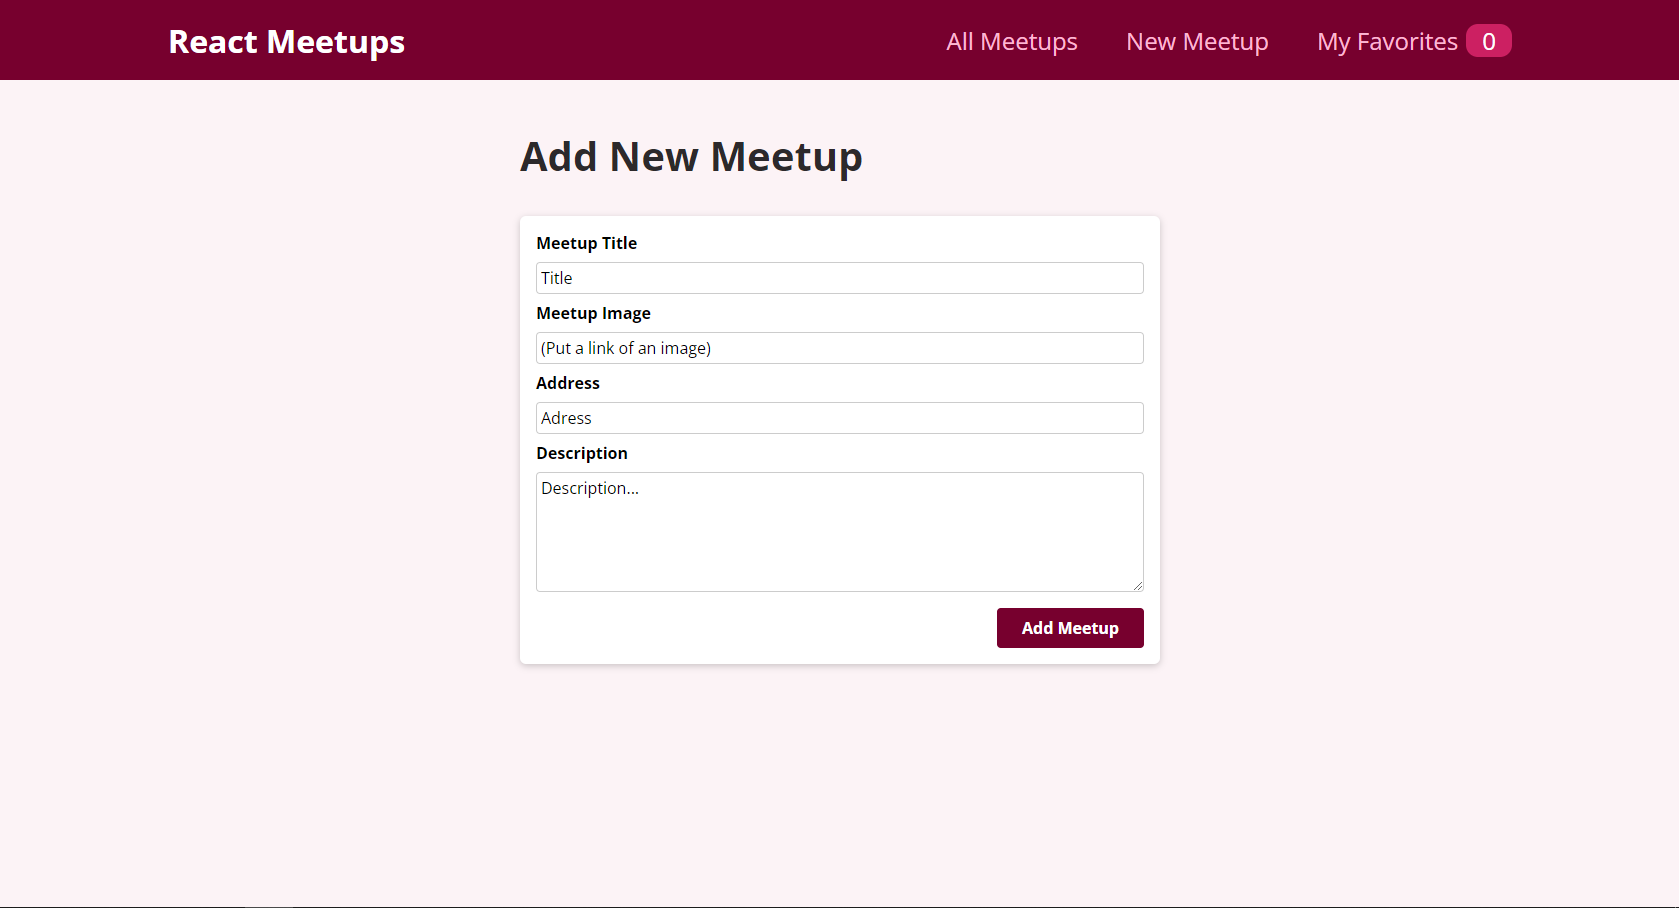 React Meetups
All Meetups New Meetup My Favorites 0
Add New Meetup
Meetup Title
Title
Meetup Image
(Put a link of an image)
Address
Adress
Description
Description...
Add Meetup